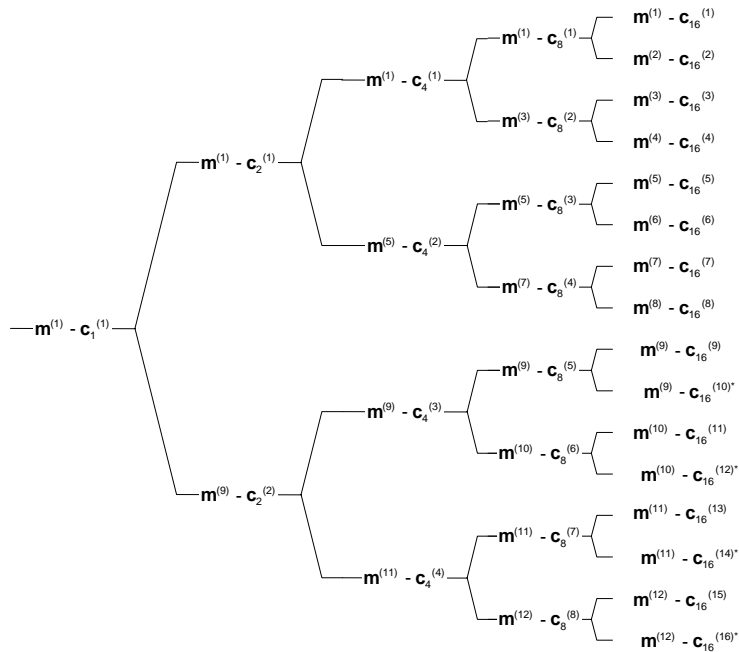 m(1) - c16(1)
m(1) - c8(1)
m(2) - c16(2)
m(1) - c4(1)
m(3) - c16(3)
m(3) - c8(2)
m(4) - c16(4)
m(1) - c2(1)
m(5) - c16(5)
m(5) - c8(3)
m(6) - c16(6)
m(5) - c4(2)
m(7) - c16(7)
m(7) - c8(4)
m(8) - c16(8)
m(1) - c1(1)
m(9) - c16(9)
m(9) - c8(5)
m(9) - c16(10)*
m(9) - c4(3)
m(10) - c16(11)
m(10) - c8(6)
m(10) - c16(12)*
m(9) - c2(2)
m(11) - c16(13)
m(11) - c8(7)
m(11) - c16(14)*
m(11) - c4(4)
m(12) - c16(15)
m(12) - c8(8)
m(12) - c16(16)*